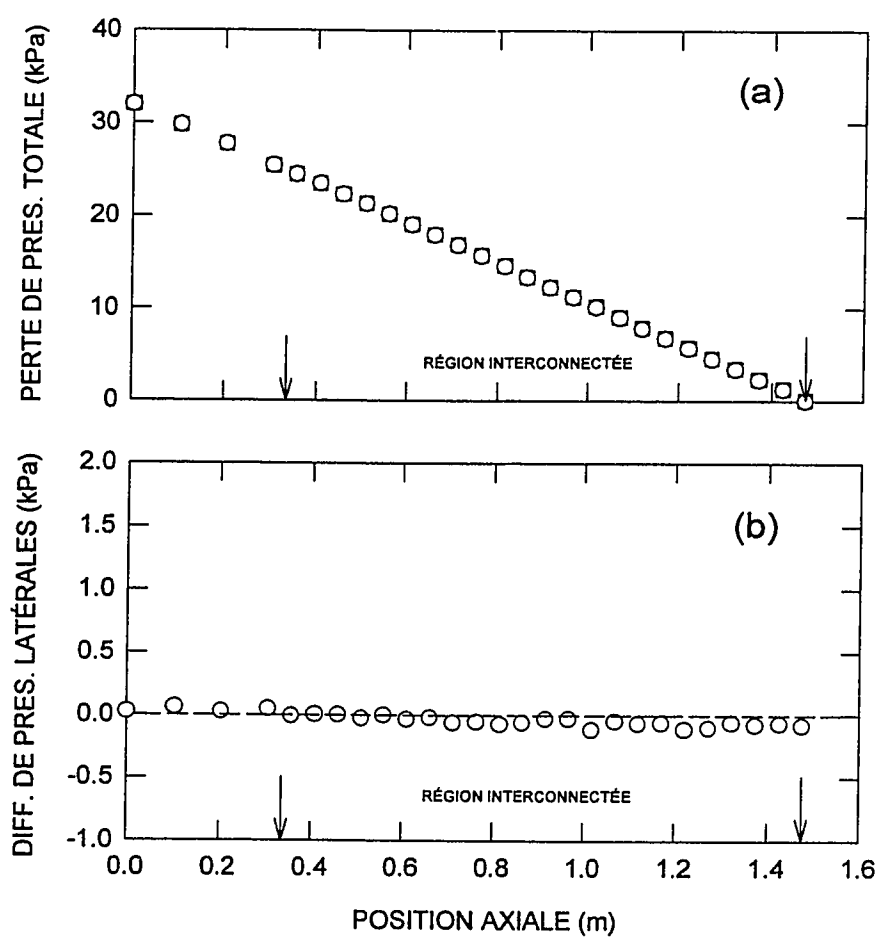 PERTE DE PRES. TOTALE (kPa)
40
30
20
10
0
(a)
RÉGION INTERCONNECTÉE
DIFF. DE PRES. LATÉRALES (kPa)
2.0
1.5
1.0
0.5
0.0
-0.5
-1.0
(b)
RÉGION INTERCONNECTÉE
0.0 0.2 0.4 0.6 0.8 1.0 1.2 1.4 1.6
POSITION AXIALE (m)